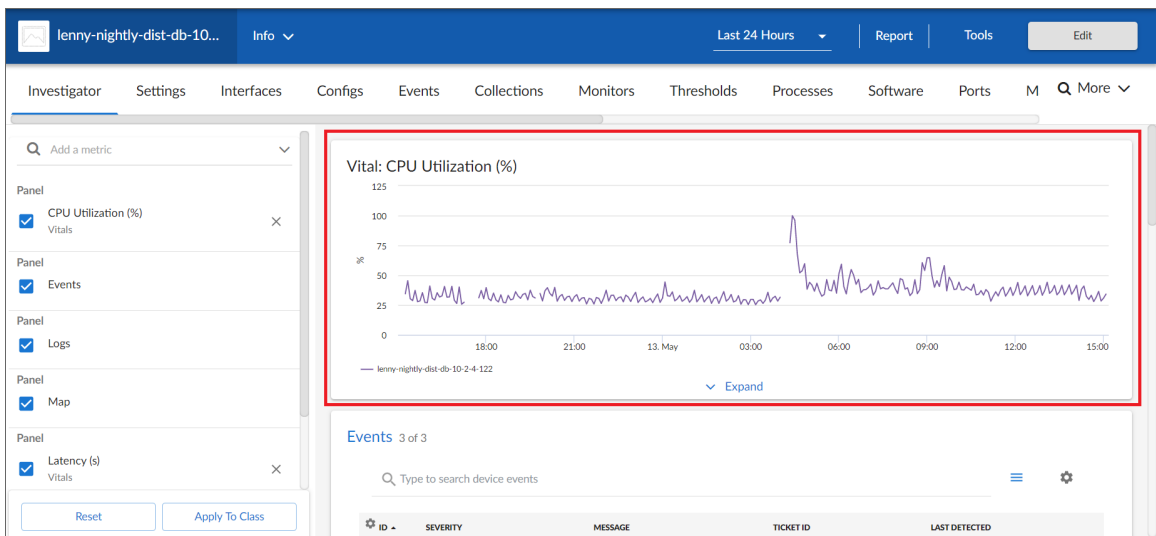 lenny-nightly-dist-db-10... Info Last 24 Hours Report Tools Edit
Investigator Settings Interfaces Configs Events Collections Monitors Thresholds Processes Software Ports M More
Add a metric
Panel
CPU Utilization (%)
Vitals
Panel
Events
Panel
Logs
Panel
Map
Panel
Latency (s)
Vitals
Reset Apply To Class
Vital: CPU Utilization (%)
125
100
75
%
50
25
0
18:00 21:00 13. May 03:00 06:00 09:00 12:00 15:00
lenny-nightly-dist-db-10-2-4-122
Expand
Events 3 of 3
Type to search device events
ID SEVERITY MESSAGE TICKET ID LAST DETECTED